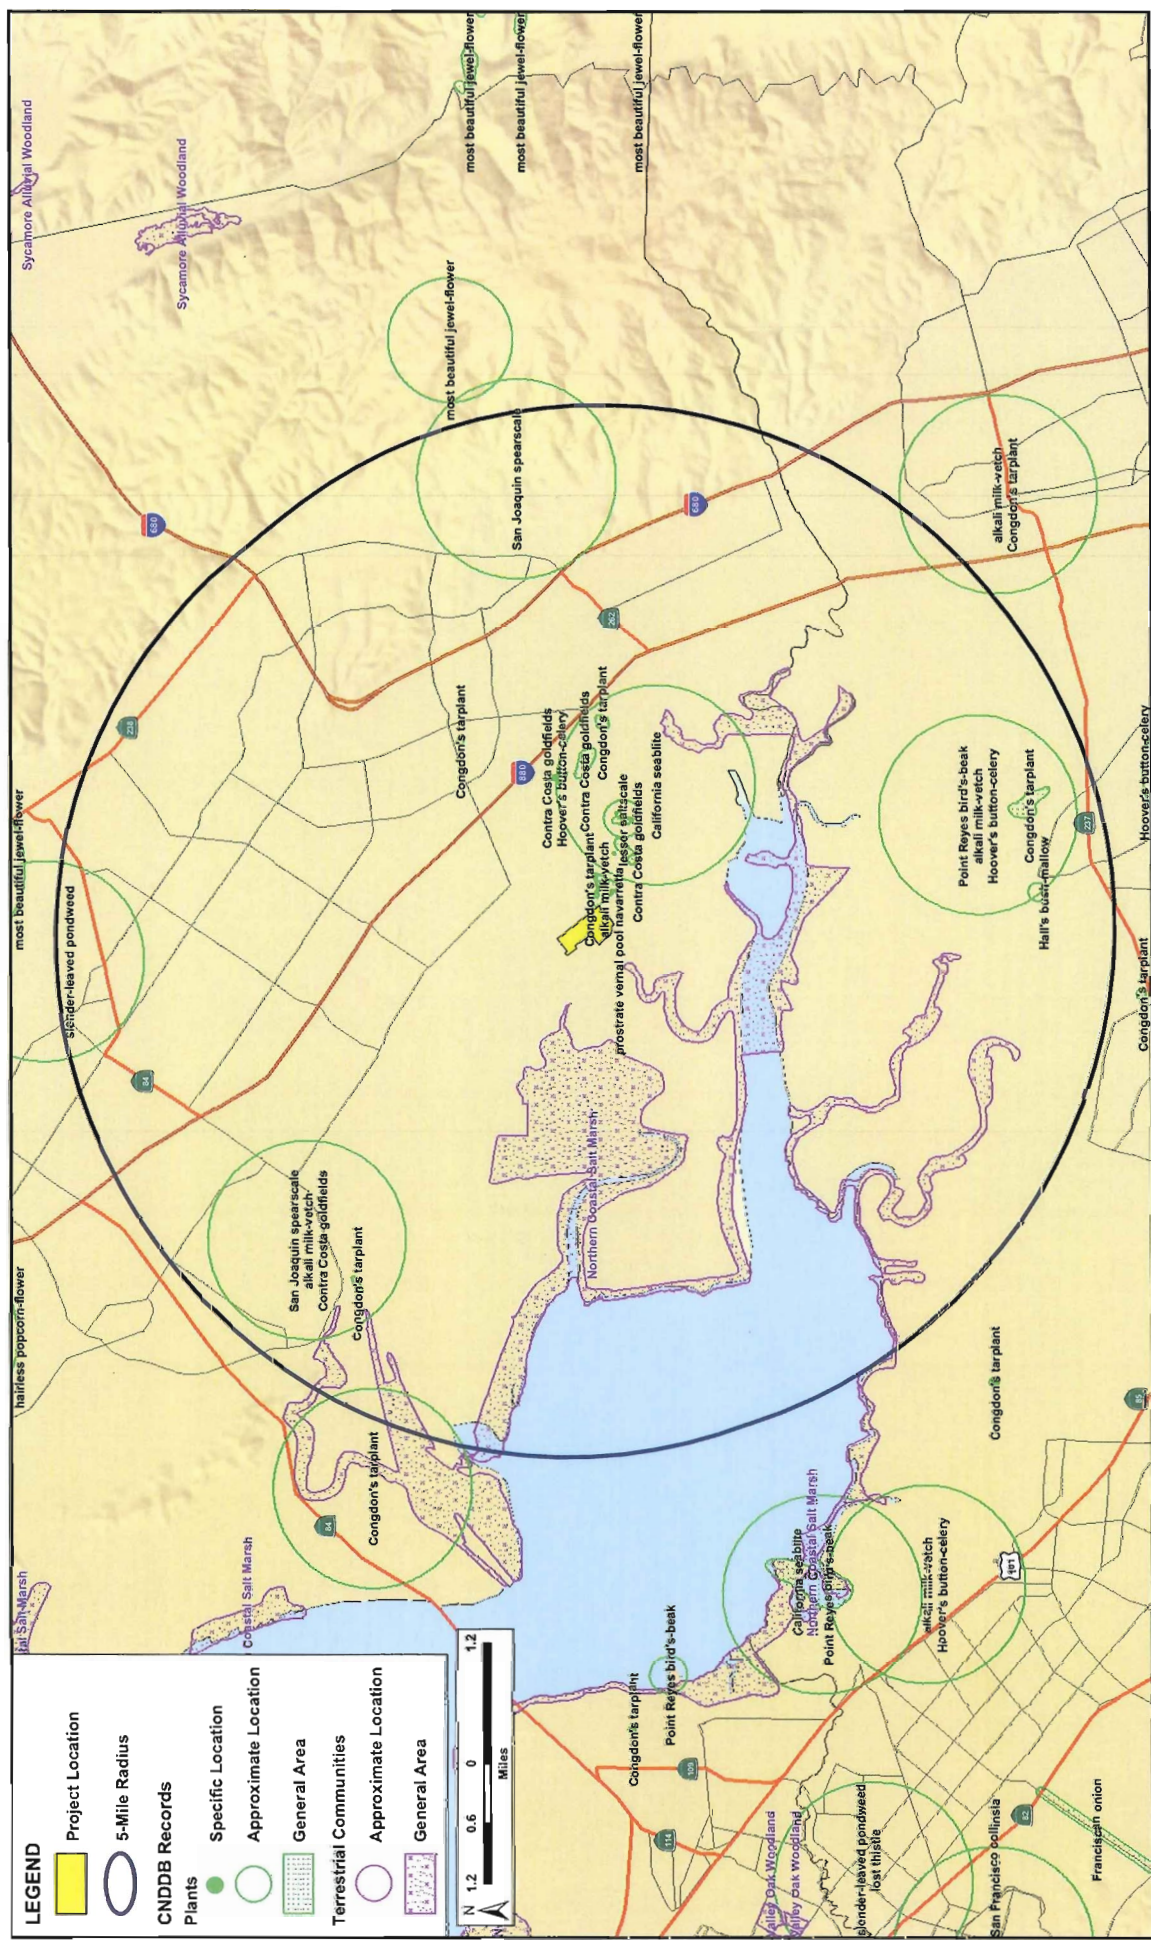 LEGEND
Project Location
5-Mile Radius
CNDDB Records
Plants
Specific Location
Approximate Location
General Area
Terrestrial Communities
Approximate Location
General Area
N
1.2
0.6
0
1.2
Miles
Sycamore Alluvial Woodland
Sycamore Alluvial Woodland
most beautiful jewel-flower
most beautiful jewel-flower
most beautiful jewel-flower
most beautiful jewel-flower
San Joaquin spearscale
alkali milk-vetch
Congdon's tarplant
680
680
262
238
880
237
84
84
most beautiful jewel-flower
slender-leaved pondweed
Congdon's tarplant
Contra Costa goldfields
Hoover's button-celery
Contra Costa goldfields
Congdon's tarplant
Congdon's tarplant
alkali milk-vetch
lessor saltscale
prostrate vernal pool navarretia
Contra Costa goldfields
California seablite
Point Reyes bird's-beak
alkali milk-vetch
Hoover's button-celery
Congdon's tarplant
Hall's bush-mallow
Hoover's button-celery
Congdon's tarplant
hairless popcorn-flower
San Joaquin spearscale
alkali milk-vetch
Contra Costa goldfields
Congdon's tarplant
Northern Coastal Salt Marsh
Congdon's tarplant
Congdon's tarplant
85
tal Salt Marsh
Coastal Salt Marsh
California seablite
Northern Coastal Salt Marsh
Point Reyes bird's-beak
alkali milk-vetch
Hoover's button-celery
101
Congdon's tarplant
Point Reyes bird's-beak
109
114
82
Valley Oak Woodland
Valley Oak Woodland
slender-leaved pondweed
lost thistle
San Francisco collinsia
Franciscan onion
N